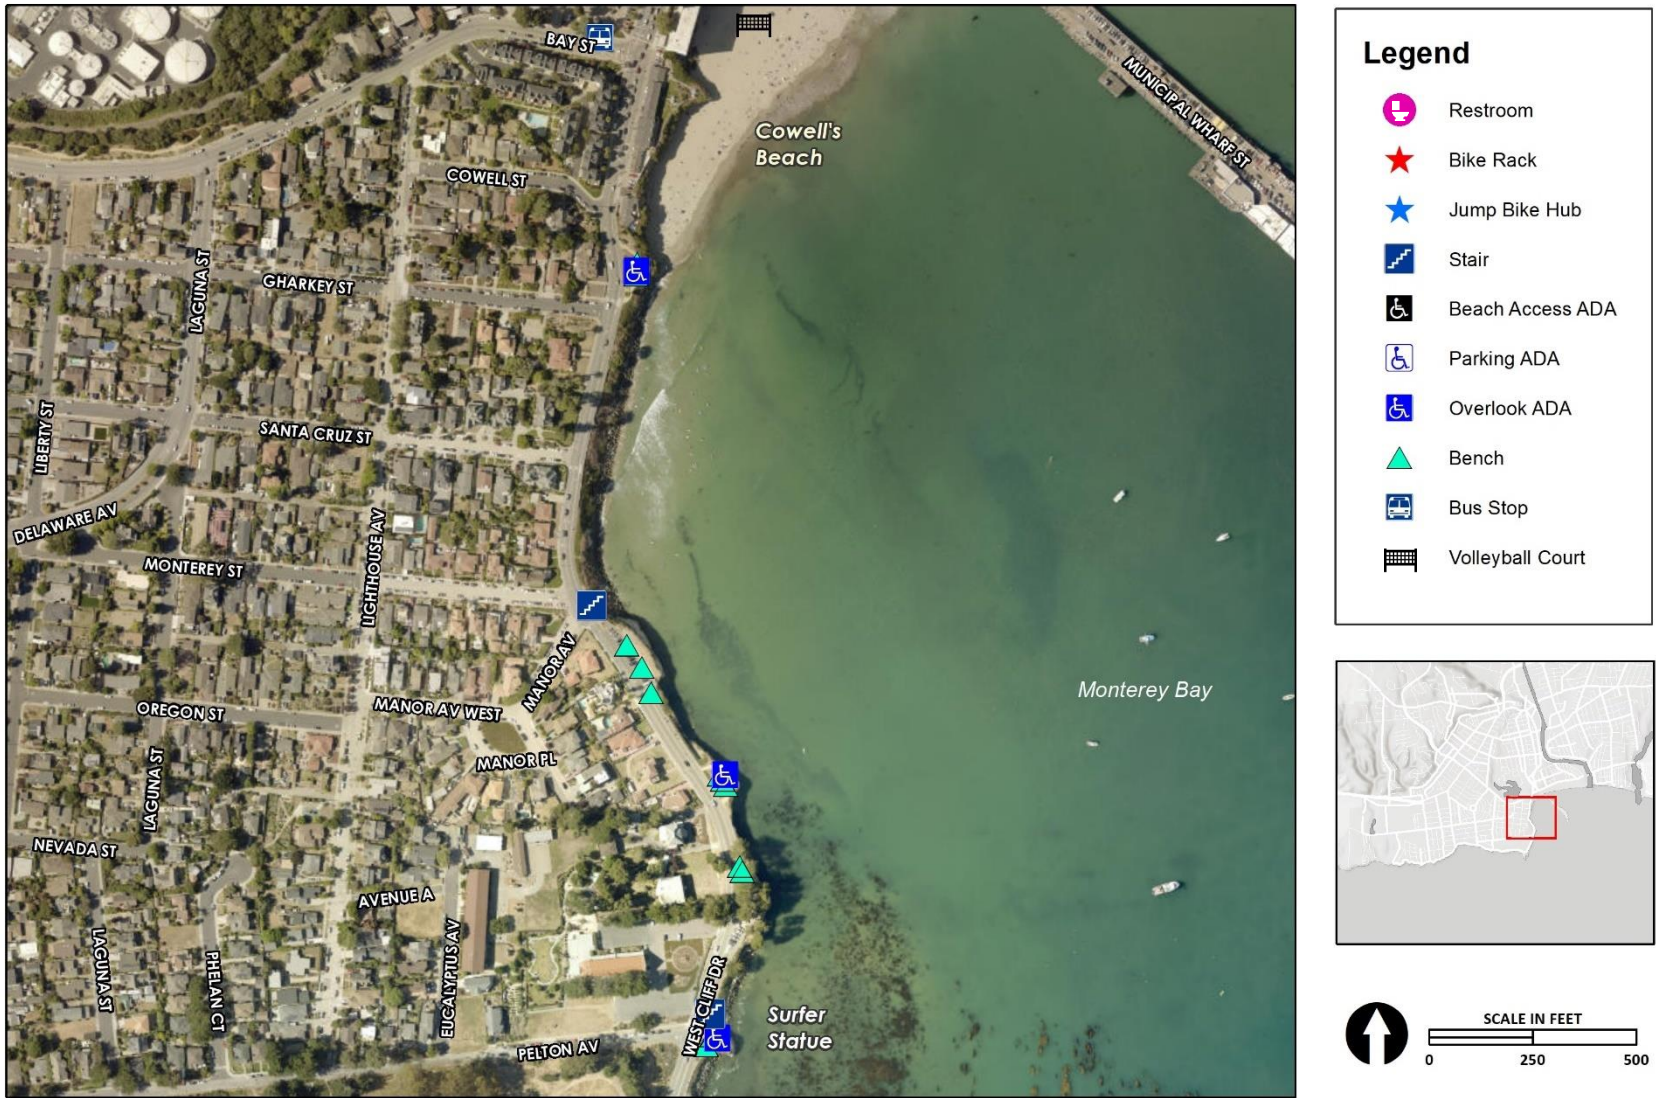 BAY ST
MUNICIPAL WHARF ST
Cowell's
Beach
COWELL ST
LAGUNA ST
GHARKEY ST
LIBERTY ST
SANTA CRUZ ST
DELAWARE AV
LIGHTHOUSE AV
MONTEREY ST
MANOR AV
Monterey Bay
OREGON ST
MANOR AV WEST
LAGUNA ST
MANOR PL
NEVADA ST
AVENUE A
LAGUNA ST
PHELAN CT
EUCALYPTUS AV
WEST CLIFF DR
Surfer
Statue
PELTON AV
Legend
Restroom
Bike Rack
Jump Bike Hub
Stair
Beach Access ADA
Parking ADA
Overlook ADA
Bench
Bus Stop
Volleyball Court
SCALE IN FEET
0 250 500